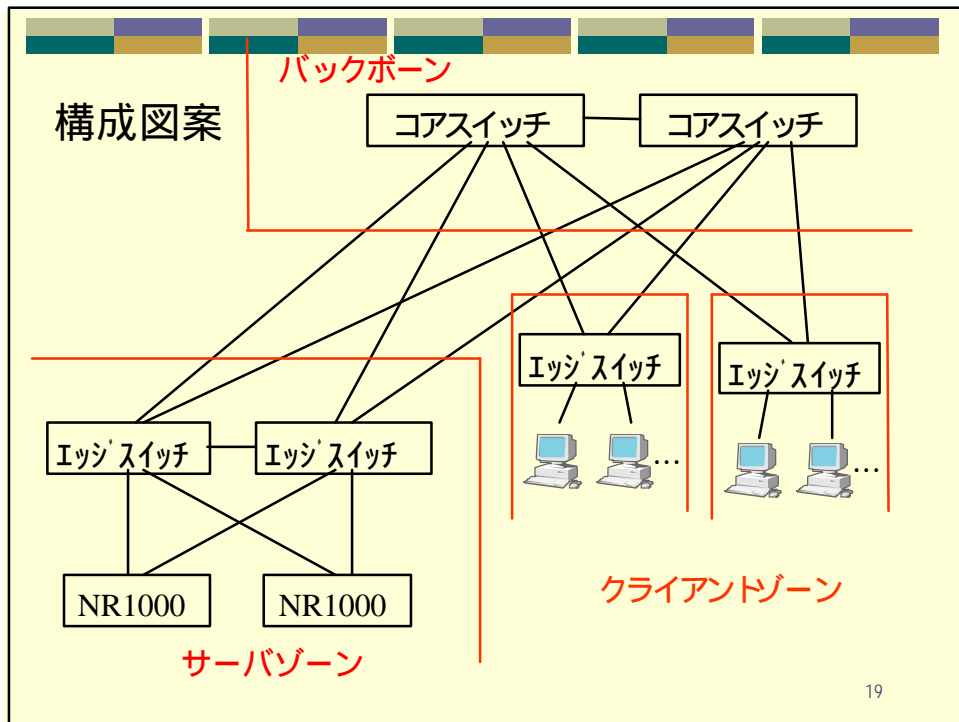 バックボーン
構成図案
コアスイッチ
コアスイッチ
エッジスイッチ
エッジスイッチ
エッジスイッチ
エッジスイッチ
…
…
NR1000
NR1000
クライアントゾーン
サーバゾーン
19